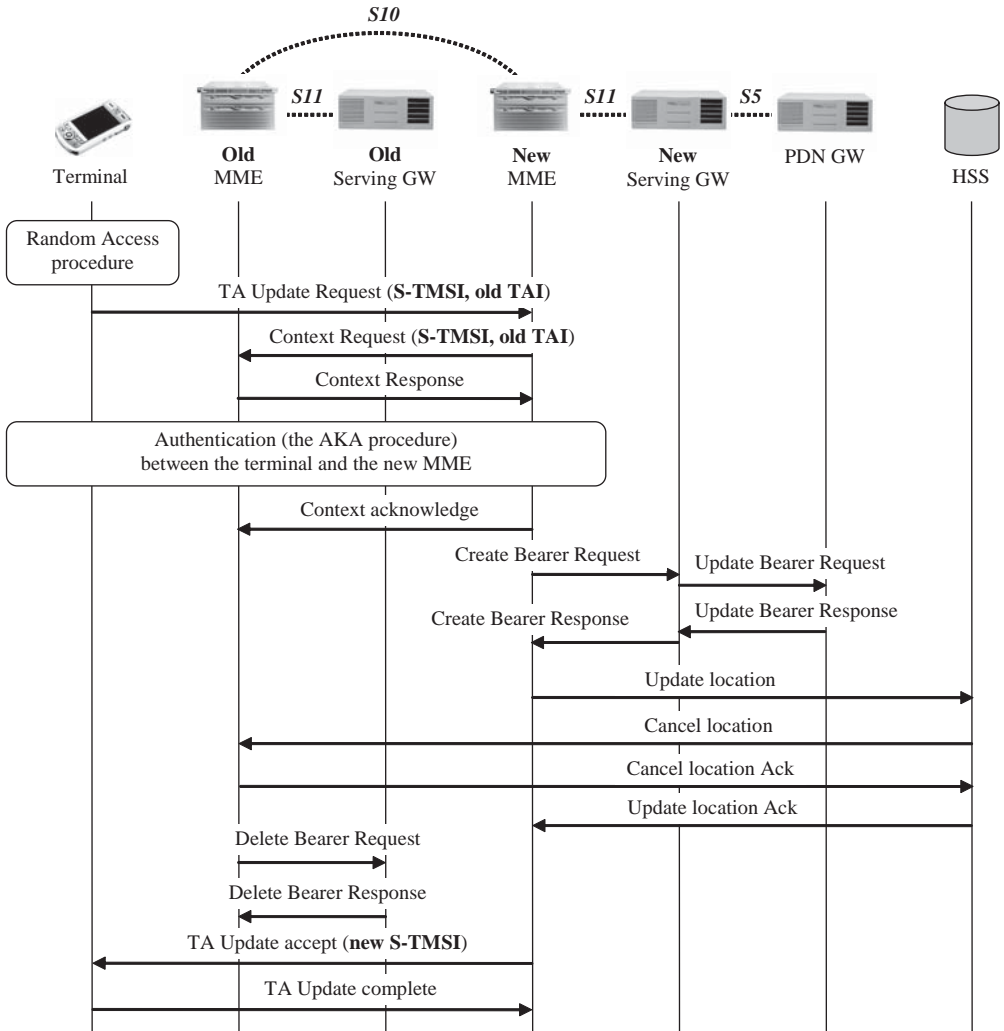 S10
S11
S11
S5
Terminal
Old
MME
Old
Serving GW
New
MME
New
Serving GW
PDN GW
HSS
Random Access
procedure
TA Update Request (S-TMSI, old TAI)
Context Request (S-TMSI, old TAI)
Context Response
Authentication (the AKA procedure)
between the terminal and the new MME
Context acknowledge
Create Bearer Request
Update Bearer Request
Update Bearer Response
Create Bearer Response
Update location
Cancel location
Cancel location Ack
Update location Ack
Delete Bearer Request
Delete Bearer Response
TA Update accept (new S-TMSI)
TA Update complete